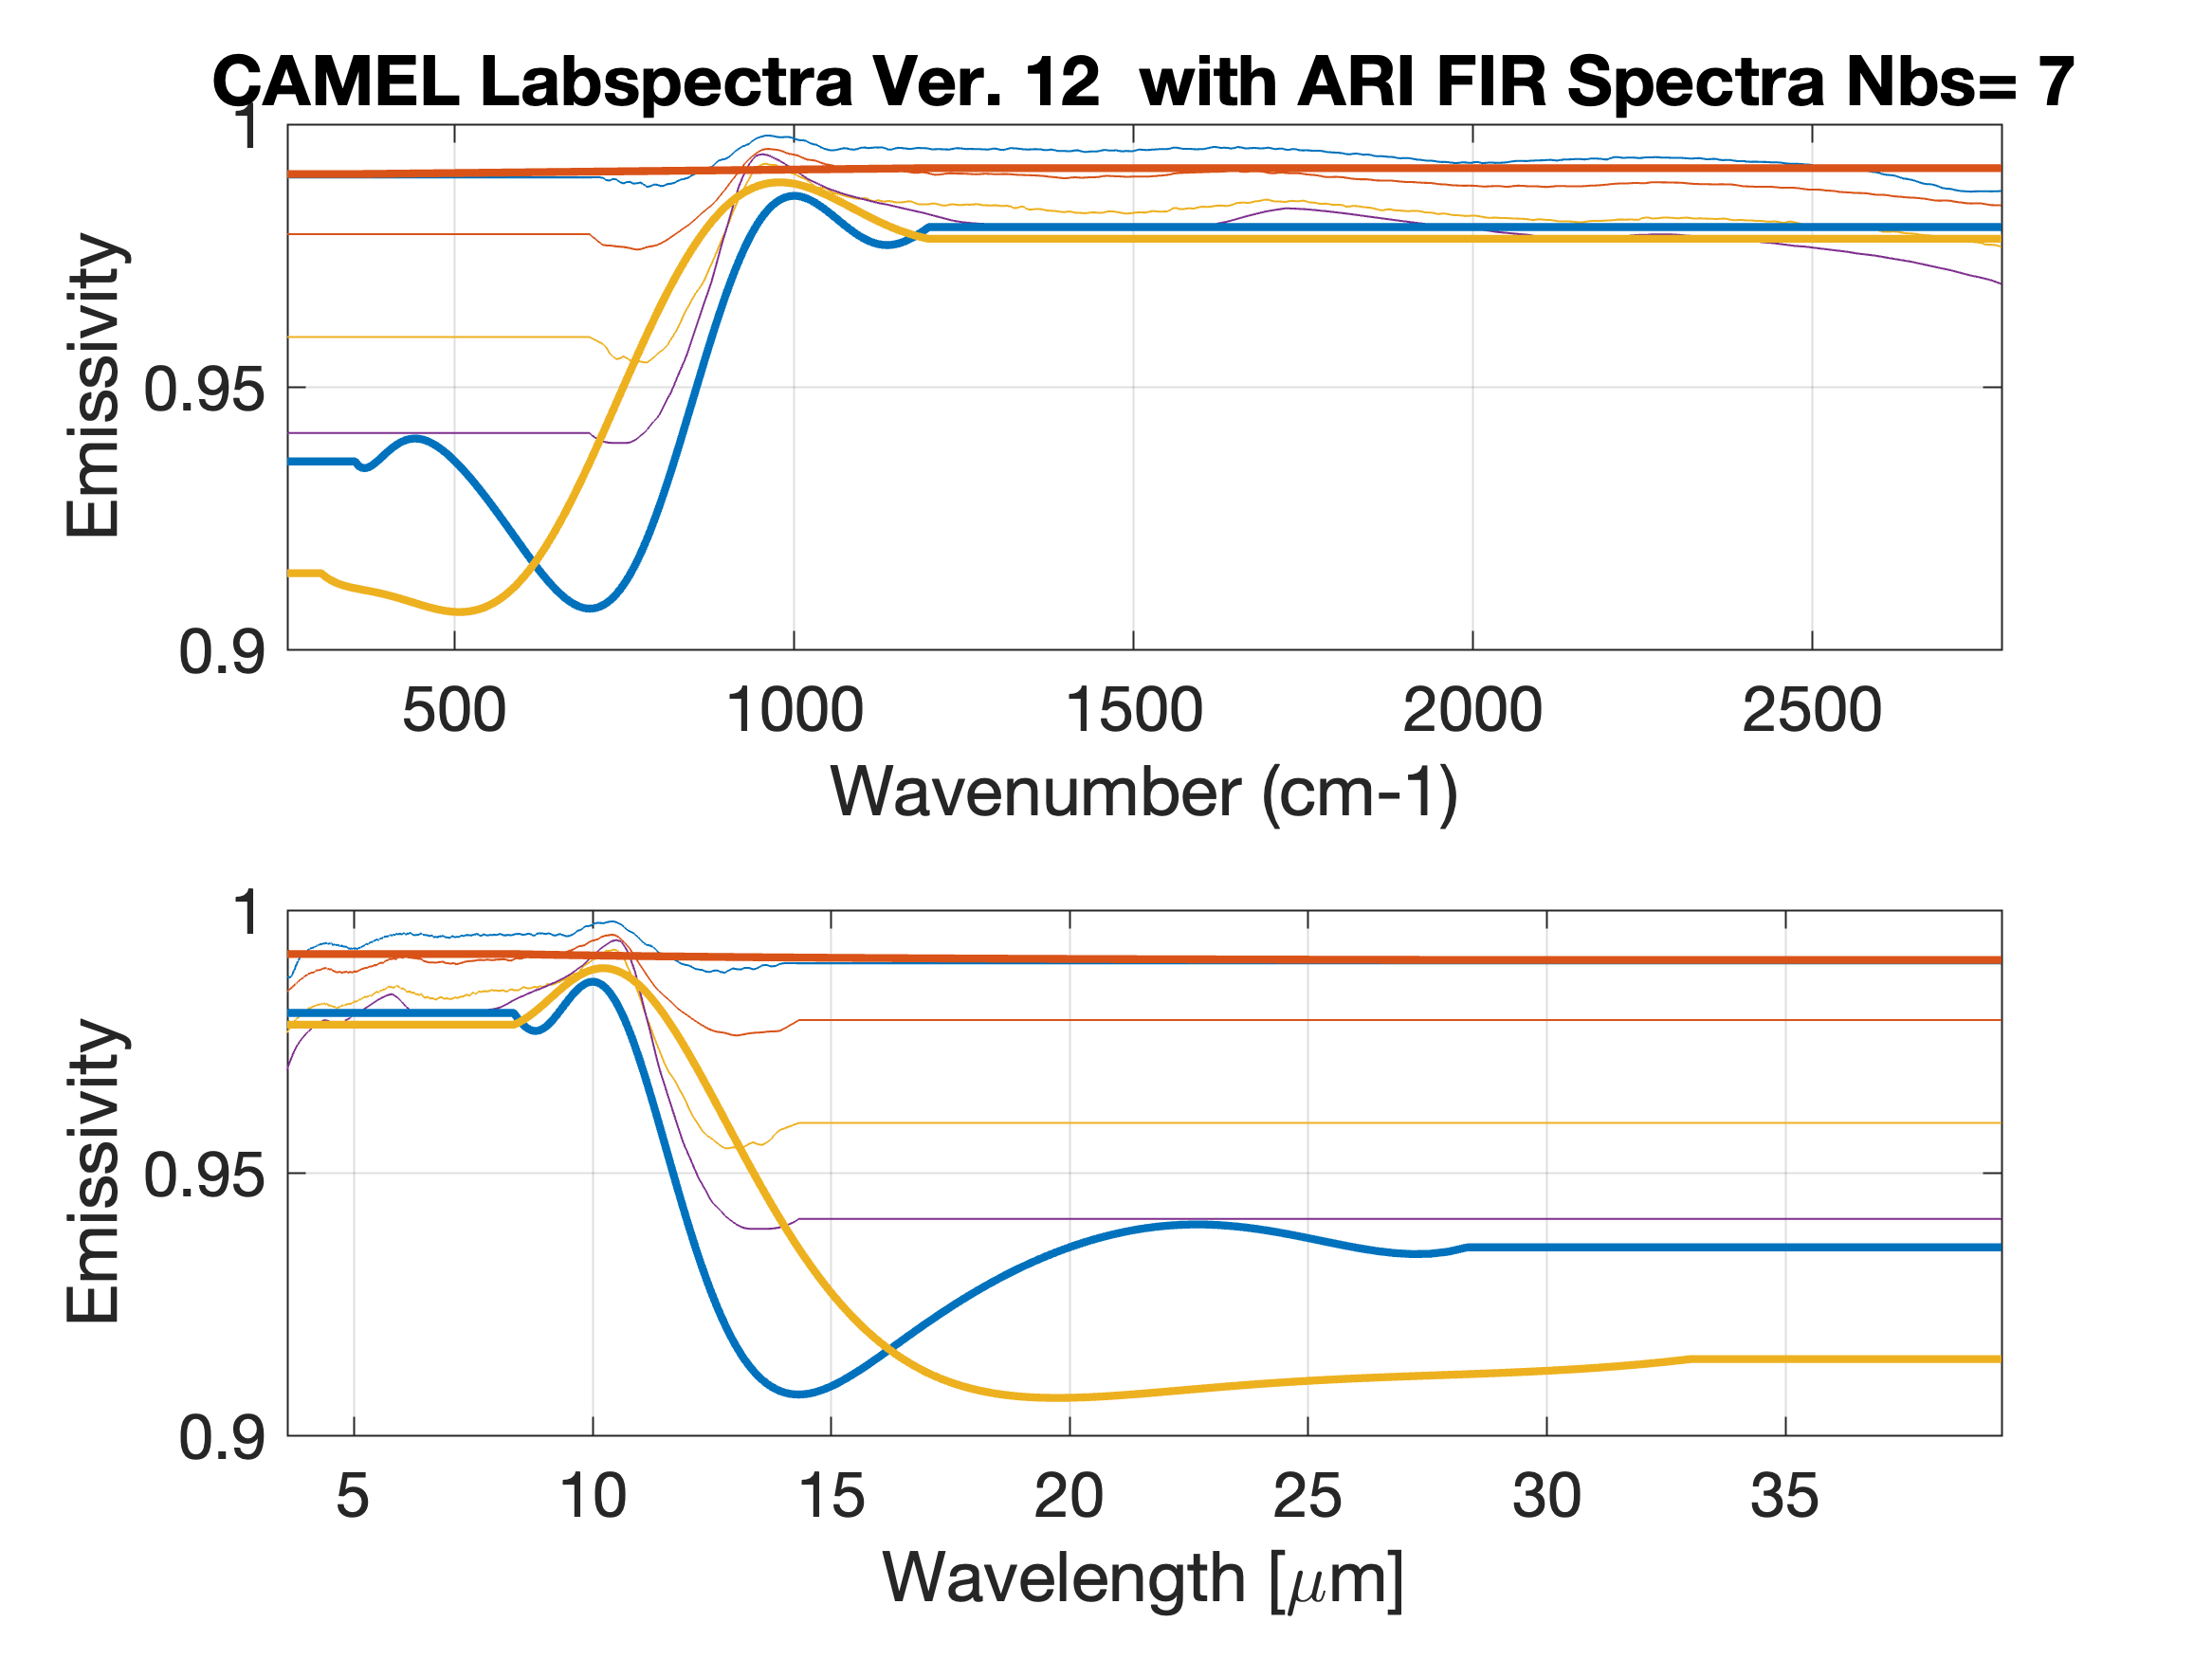 CAMEL Labspectra Ver. 12  with ARI FIR Spectra Nbs= 7
1
0.95
0.9
Emissivity
500 1000 1500 2000 2500
Wavenumber (cm-1)
1
0.95
0.9
Emissivity
5 10 15 20 25 30 35
Wavelength [μm]